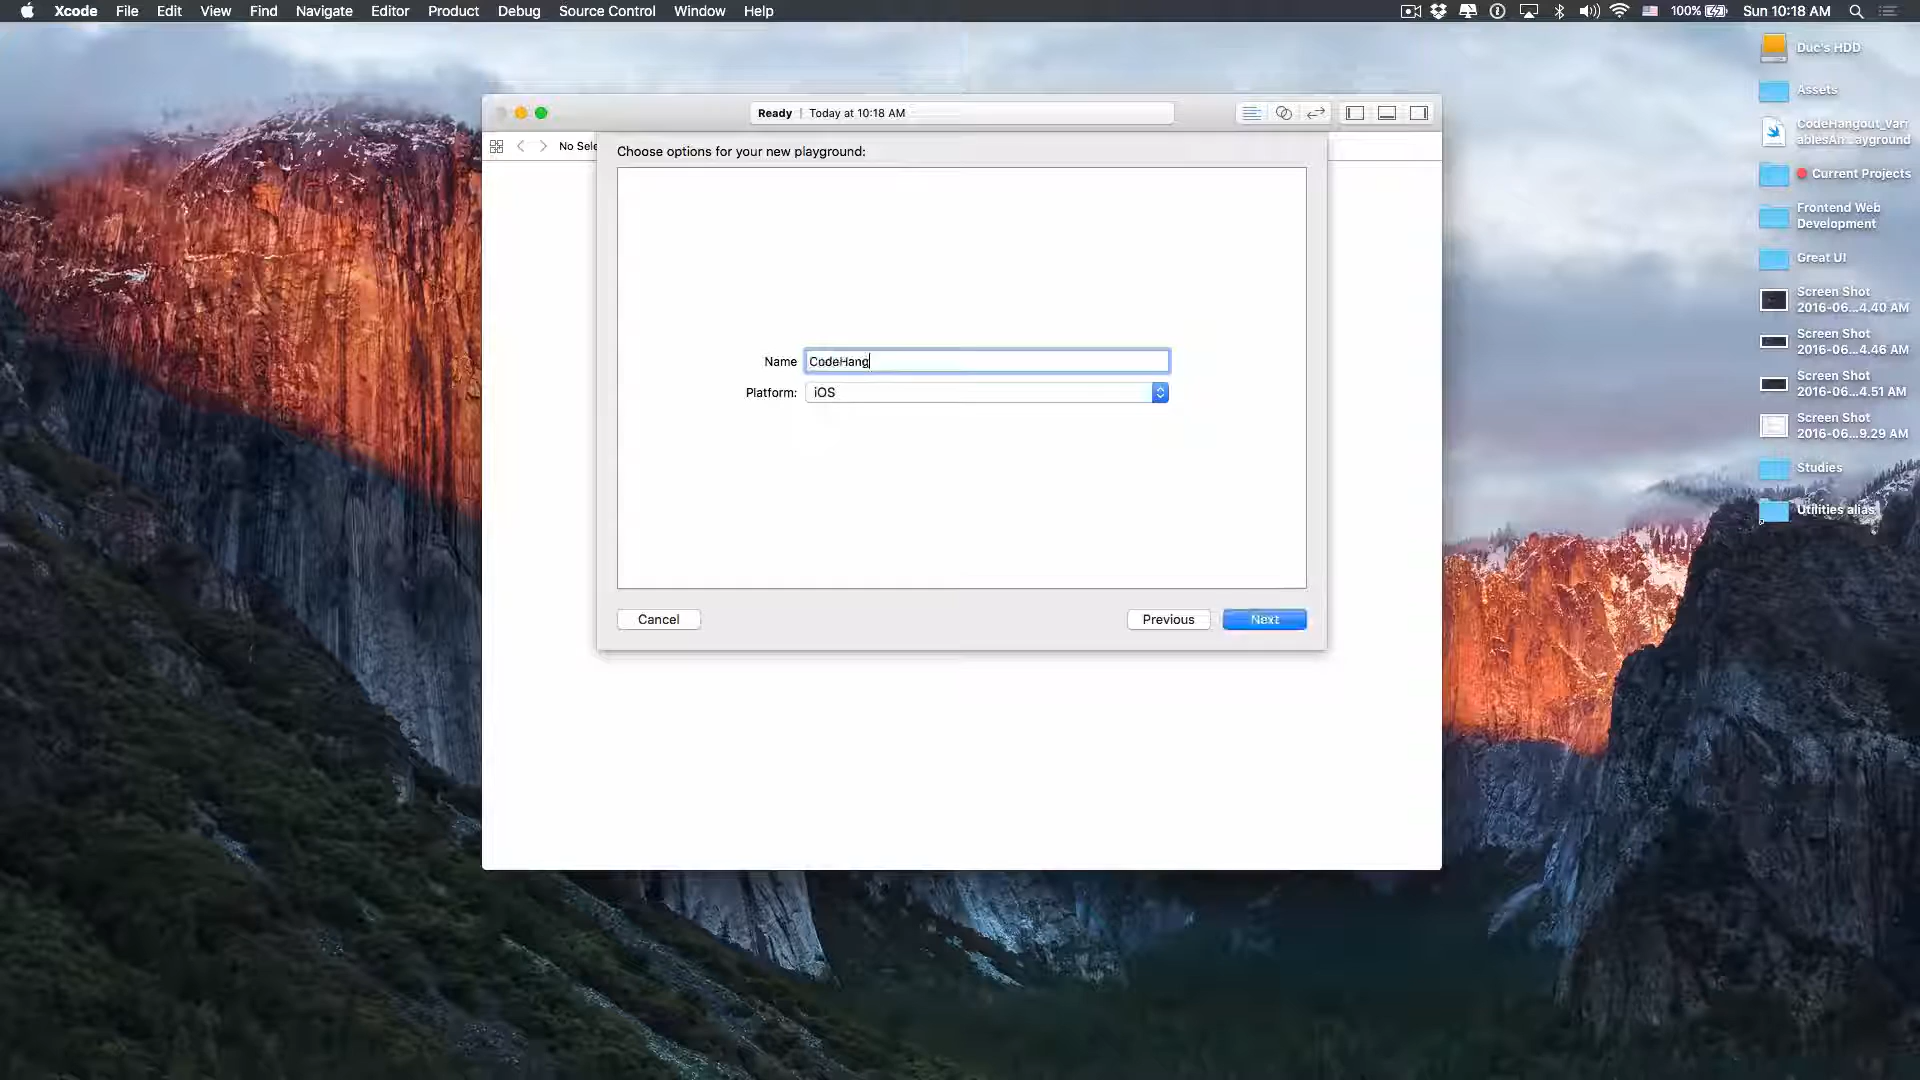 Xcode File Edit View Find Navigate Editor Product Debug Source Control Window Help 100% Sun 10:18 AM
Duc's HDD
Assets
CodeHangout_Vari
ablesAn...ayground
Current Projects
Frontend Web
Development
Great UI
Screen Shot
2016-06...4.40 AM
Screen Shot
2016-06...4.46 AM
Screen Shot
2016-06...4.51 AM
Screen Shot
2016-06...9.29 AM
Studies
Utilities alias
Ready | Today at 10:18 AM
No Sele
Choose options for your new playground:
Name CodeHang
Platform: iOS
Cancel Previous Next